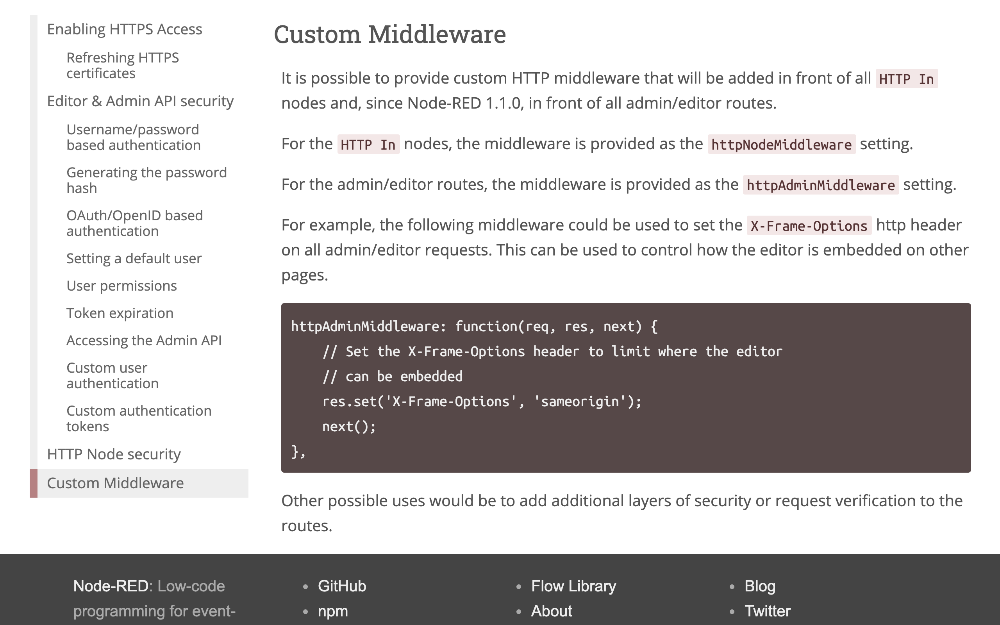 Enabling HTTPS Access
Refreshing HTTPS
certificates
Editor & Admin API security
Username/password
based authentication
Generating the password
hash
OAuth/OpenID based
authentication
Setting a default user
User permissions
Token expiration
Accessing the Admin API
Custom user
authentication
Custom authentication
tokens
HTTP Node security
Custom Middleware
Custom Middleware
It is possible to provide custom HTTP middleware that will be added in front of all HTTP In
nodes and, since Node-RED 1.1.0, in front of all admin/editor routes.
For the HTTP In nodes, the middleware is provided as the httpNodeMiddleware setting.
For the admin/editor routes, the middleware is provided as the httpAdminMiddleware setting.
For example, the following middleware could be used to set the X-Frame-Options http header
on all admin/editor requests. This can be used to control how the editor is embedded on other
pages.
httpAdminMiddleware: function(req, res, next) {
    // Set the X-Frame-Options header to limit where the editor
    // can be embedded
    res.set('X-Frame-Options', 'sameorigin');
    next();
},
Other possible uses would be to add additional layers of security or request verification to the
routes.
Node-RED: Low-code
programming for event-
• GitHub
• npm
• Flow Library
• About
• Blog
• Twitter